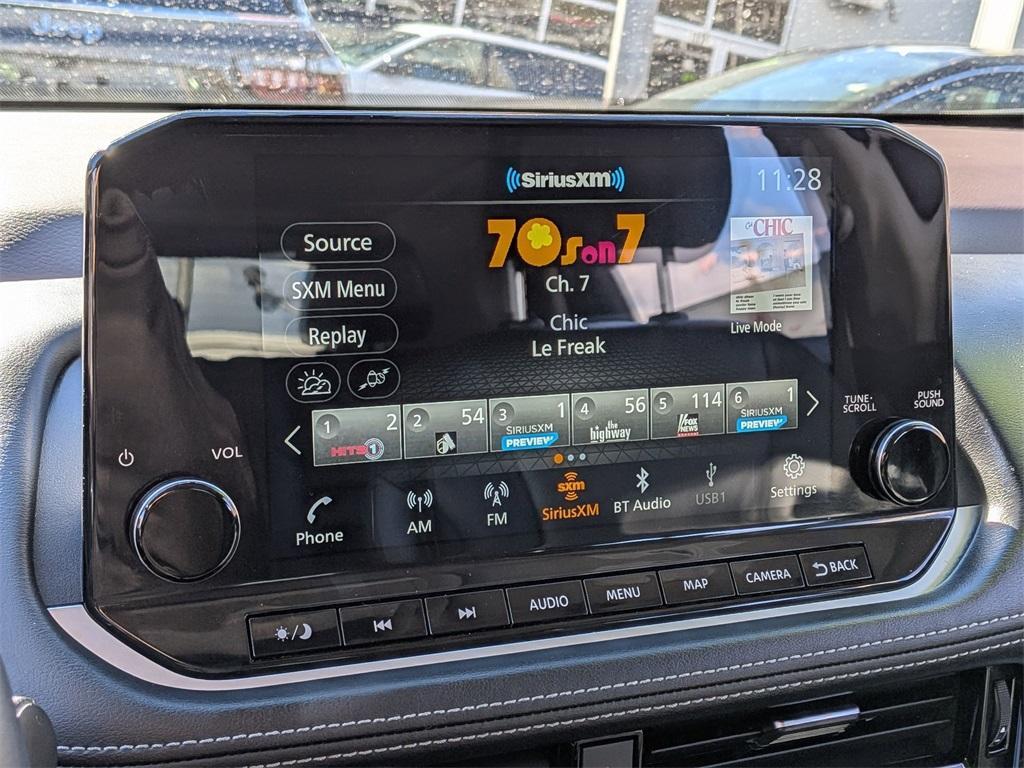 SiriusXM
11:28
70s on 7
Ch. 7
Chic
Le Freak
Source
SXM Menu
Replay
CHIC
Live Mode
TUNE·
SCROLL
PUSH
SOUND
VOL
1 2
HITS 1
2 54
3 1
SIRIUSXM
PREVIEW
4 56
the
highway
5 114
FOX
NEWS
6 1
SIRIUSXM
PREVIEW
Phone
AM
FM
sxm
SiriusXM
BT Audio
USB1
Settings
AUDIO
MENU
MAP
CAMERA
BACK